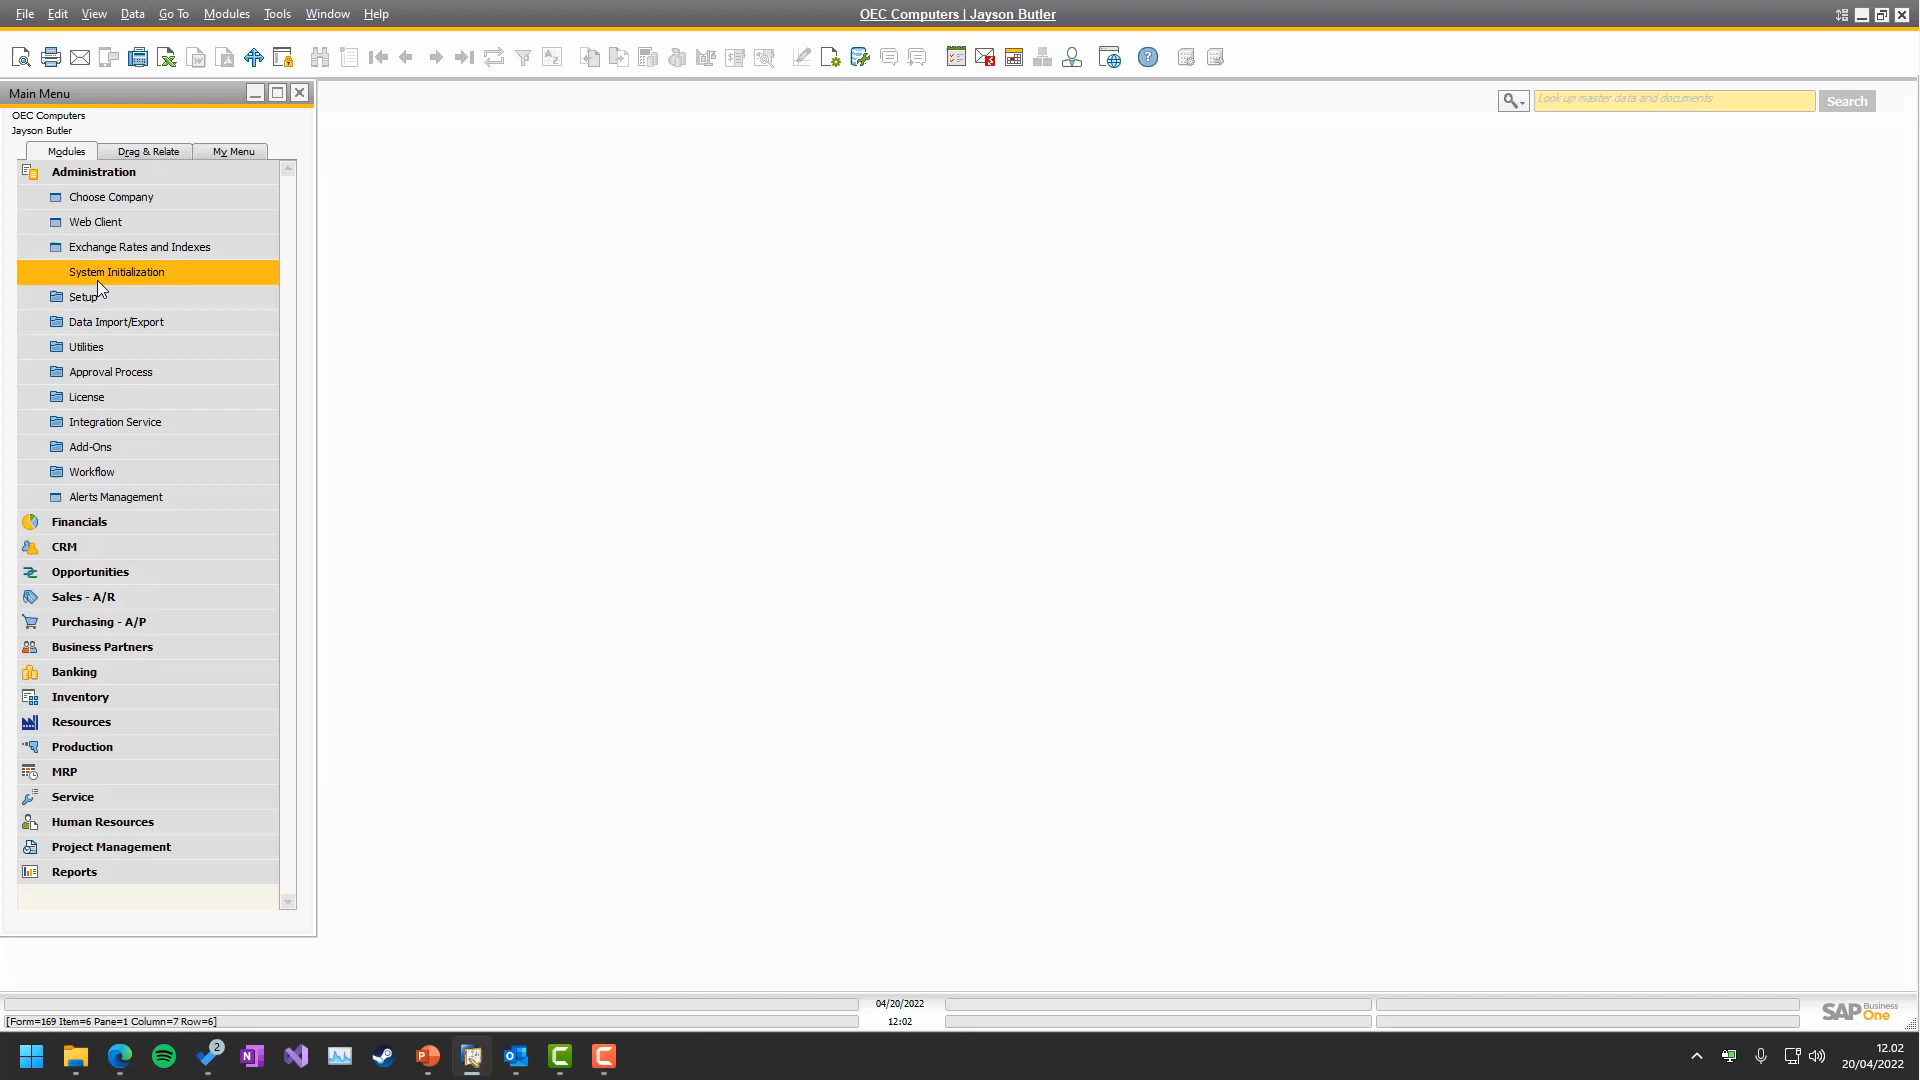 File Edit View Data Go To Modules Tools Window Help
OEC Computers | Jayson Butler
Main Menu
OEC Computers
Jayson Butler
Modules Drag & Relate My Menu
Look up master data and documents
Search
Administration
Choose Company
Web Client
Exchange Rates and Indexes
System Initialization
Setup
Data Import/Export
Utilities
Approval Process
License
Integration Service
Add-Ons
Workflow
Alerts Management
Financials
CRM
Opportunities
Sales - A/R
Purchasing - A/P
Business Partners
Banking
Inventory
Resources
Production
MRP
Service
Human Resources
Project Management
Reports
04/20/2022
[Form=169 Item=6 Pane=1 Column=7 Row=6]
12:02
SAP Business One
2
12.02
20/04/2022